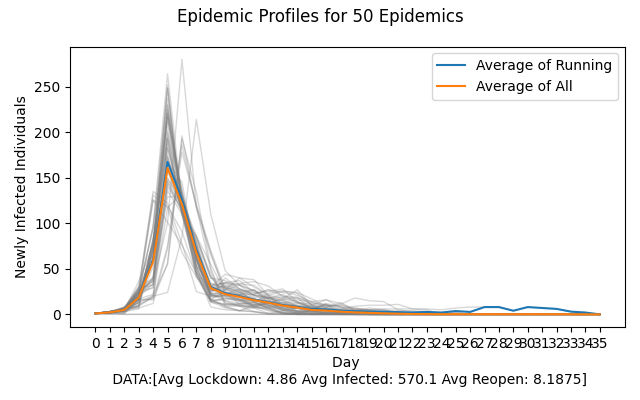 Epidemic Profiles for 50 Epidemics
Average of Running
Average of All
Newly Infected Individuals
250
200
150
100
50
0
0 1 2 3 4 5 6 7 8 9 10 11 12 13 14 15 16 17 18 19 20 21 22 23 24 25 26 27 28 29 30 31 32 33 34 35
Day
DATA:[Avg Lockdown: 4.86 Avg Infected: 570.1 Avg Reopen: 8.1875]